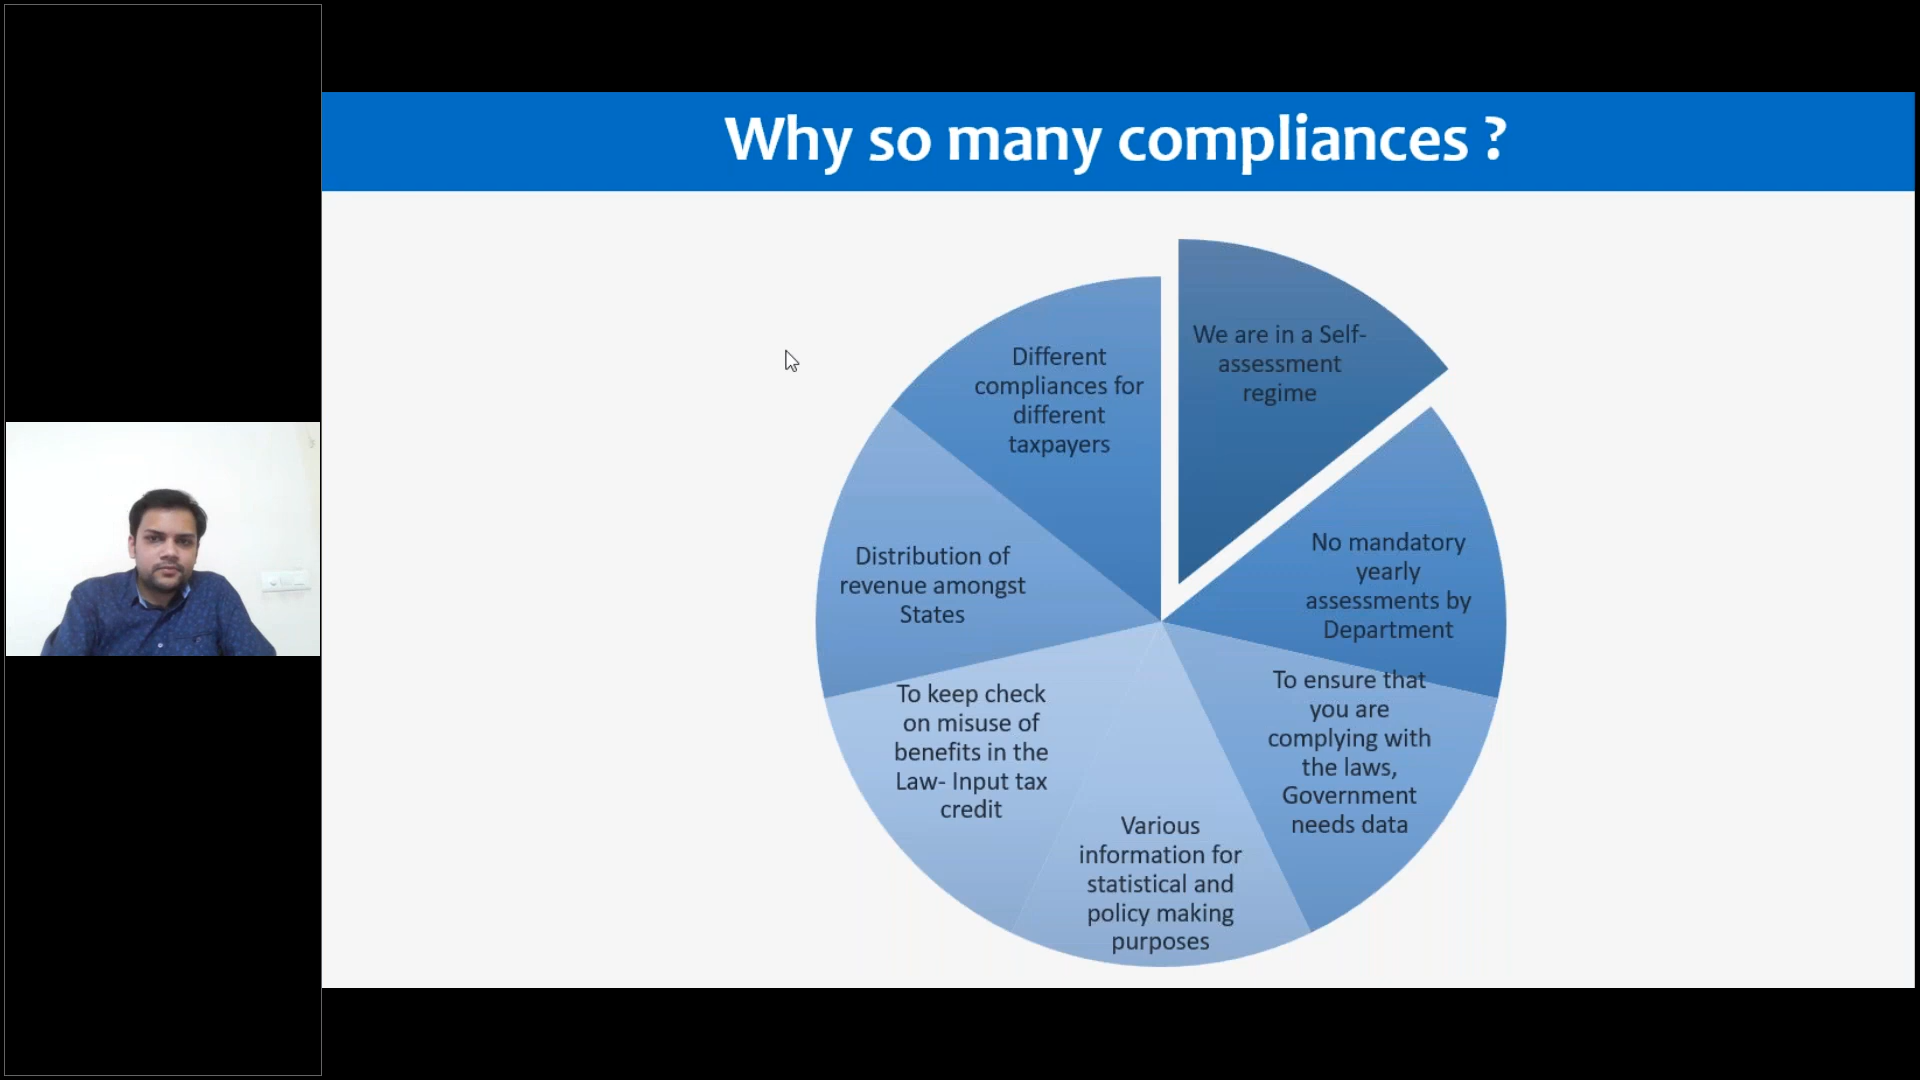 Why so many compliances ?
We are in a Self-
assessment
regime
No mandatory
yearly
assessments by
Department
To ensure that
you are
complying with
the laws,
Government
needs data
Various
information for
statistical and
policy making
purposes
To keep check
on misuse of
benefits in the
Law- Input tax
credit
Distribution of
revenue amongst
States
Different
compliances for
different
taxpayers